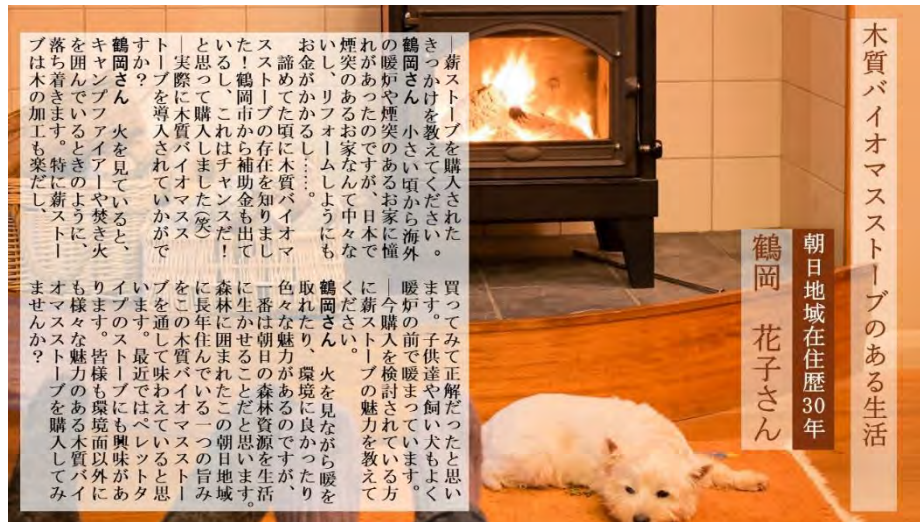 木質バイオマスストーブのある生活
朝日地域在住歴30年
鶴岡　花子さん
―薪ストーブを購入された
きっかけを教えてください。
鶴岡さん　小さい頃から海外
の暖炉や煙突のあるお家に憧
れがあったのですが、日本で
煙突のあるお家なんて中々な
いし、リフォームしようにも
お金がかかるし……。
　諦めてた頃に木質バイオマ
スストーブの存在を知りまし
た！鶴岡市から補助金も出て
いるし、これはチャンスだ！
と思って購入しました(笑)
―実際に木質バイオマスス
トーブを導入されていかがで
すか？
鶴岡さん　火を見ていると、
キャンプファイアーや焚き火
を囲んでいるときのように、
落ち着きます。特に薪ストー
ブは木の加工も楽だし、
買ってみて正解だったと思い
ます。子供達や飼い犬もよく
暖炉の前で暖まっています。
―今購入を検討されている方
に薪ストーブの魅力を教えて
ください。
鶴岡さん　火を見ながら暖を
取れたり、環境に良かったり
色々な魅力があるのですが、
一番は朝日の森林資源を生活
に生かせることだと思います。
森林に囲まれたこの朝日地域
に長年住んでいる一つの旨み
をこの木質バイオマスストー
ブを通して味わえていると思
います。最近ではペレットタ
イプのストーブにも興味があ
ります。皆様も環境面以外に
も様々な魅力のある木質バイ
オマスストーブを購入してみ
ませんか？